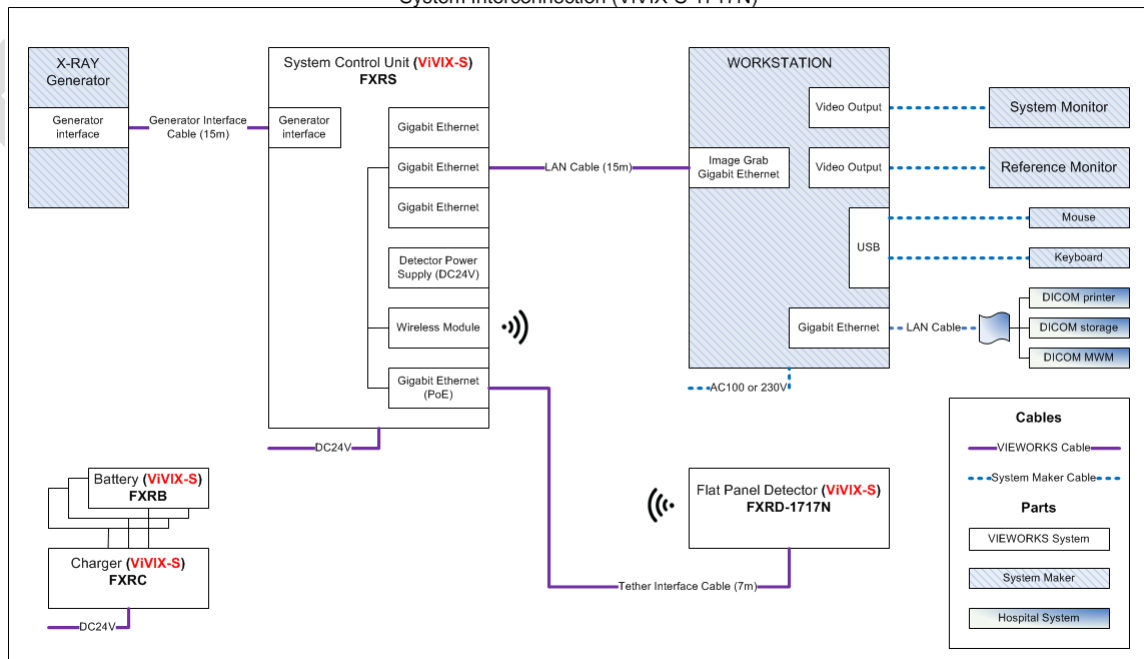 System Interconnection (ViVIX-S 1717N)
X-RAY
Generator
Generator
interface
Generator Interface
Cable (15m)
System Control Unit (ViVIX-S)
FXRS
Generator
interface
Gigabit Ethernet
Gigabit Ethernet
Gigabit Ethernet
Detector Power
Supply (DC24V)
Wireless Module
Gigabit Ethernet
(PoE)
DC24V
LAN Cable (15m)
WORKSTATION
Video Output
Image Grab
Gigabit Ethernet
Video Output
USB
Gigabit Ethernet
AC100 or 230V
System Monitor
Reference Monitor
Mouse
Keyboard
LAN Cable
DICOM printer
DICOM storage
DICOM MWM
Battery (ViVIX-S)
FXRB
Charger (ViVIX-S)
FXRC
DC24V
Flat Panel Detector (ViVIX-S)
FXRD-1717N
Tether Interface Cable (7m)
Cables
VIEWORKS Cable
System Maker Cable
Parts
VIEWORKS System
System Maker
Hospital System